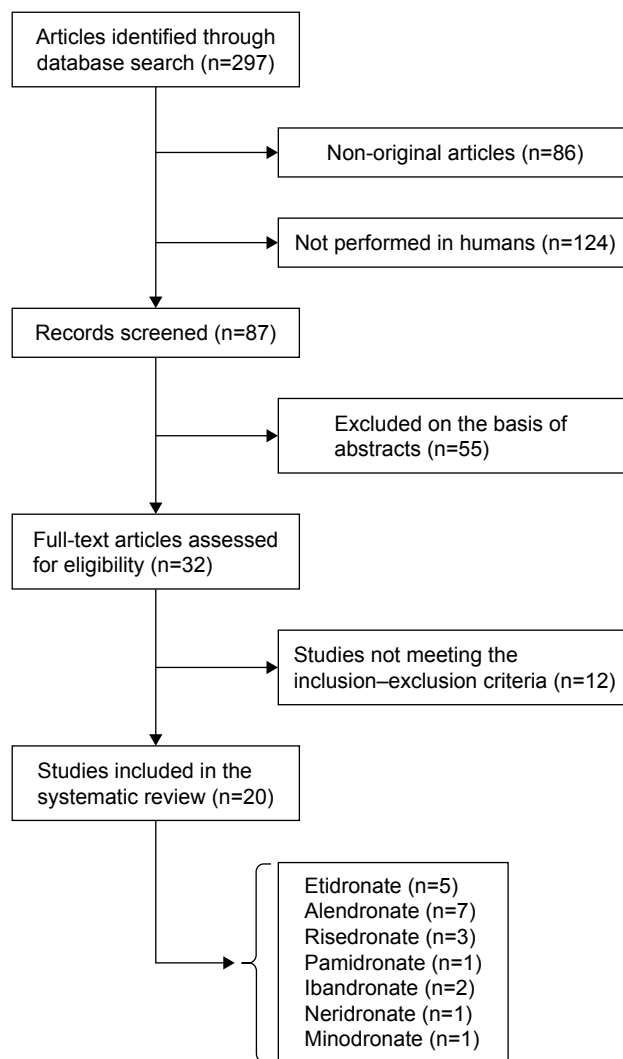 Articles identified through
database search (n=297)
Non-original articles (n=86)
Not performed in humans (n=124)
Records screened (n=87)
Excluded on the basis of
abstracts (n=55)
Full-text articles assessed
for eligibility (n=32)
Studies not meeting the
inclusion–exclusion criteria (n=12)
Studies included in the
systematic review (n=20)
Etidronate (n=5)
Alendronate (n=7)
Risedronate (n=3)
Pamidronate (n=1)
Ibandronate (n=2)
Neridronate (n=1)
Minodronate (n=1)